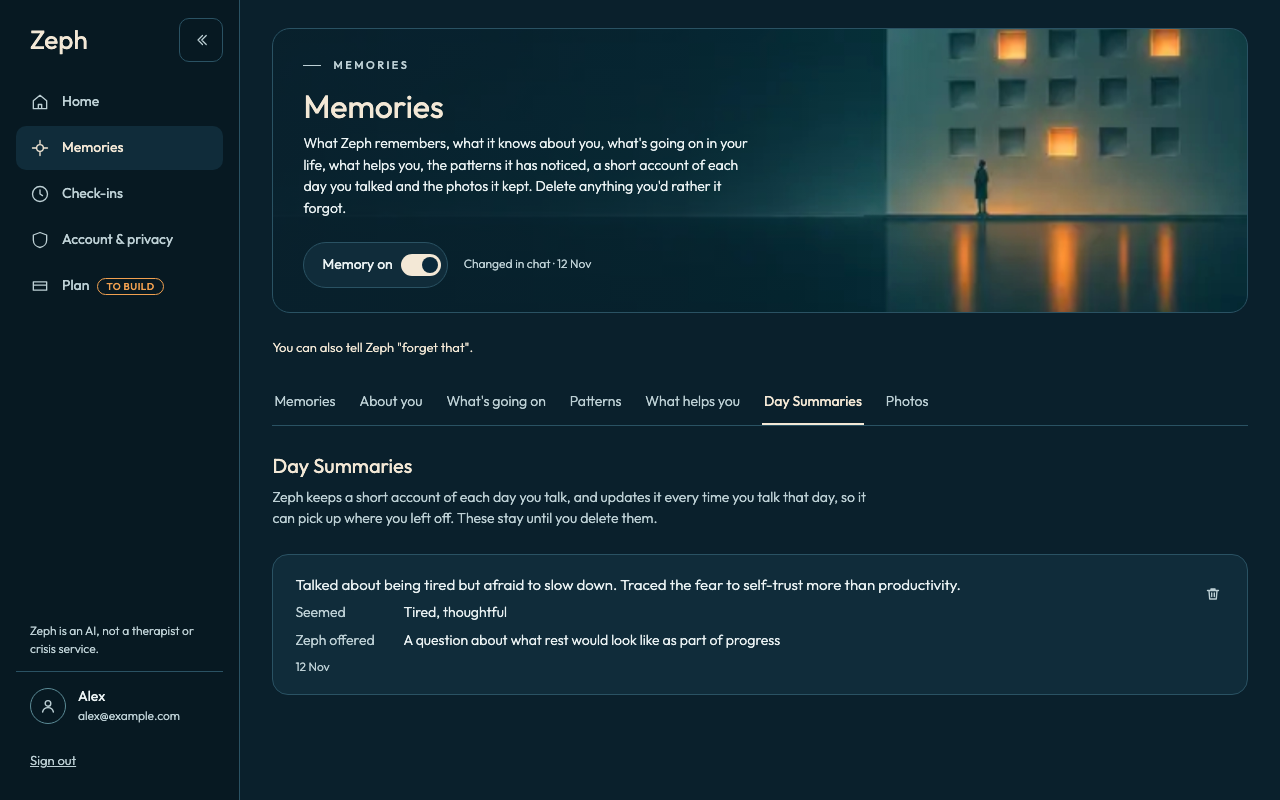 Zeph
Home
Memories
Check-ins
Account & privacy
Plan TO BUILD
Zeph is an AI, not a therapist or
crisis service.
Alex
alex@example.com
Sign out
MEMORIES
Memories
What Zeph remembers, what it knows about you, what's going on in your
life, what helps you, the patterns it has noticed, a short account of each
day you talked and the photos it kept. Delete anything you'd rather it
forgot.
Memory on
Changed in chat · 12 Nov
You can also tell Zeph "forget that".
Memories About you What's going on Patterns What helps you Day Summaries Photos
Day Summaries
Zeph keeps a short account of each day you talk, and updates it every time you talk that day, so it
can pick up where you left off. These stay until you delete them.
Talked about being tired but afraid to slow down. Traced the fear to self-trust more than productivity.
Seemed Tired, thoughtful
Zeph offered A question about what rest would look like as part of progress
12 Nov